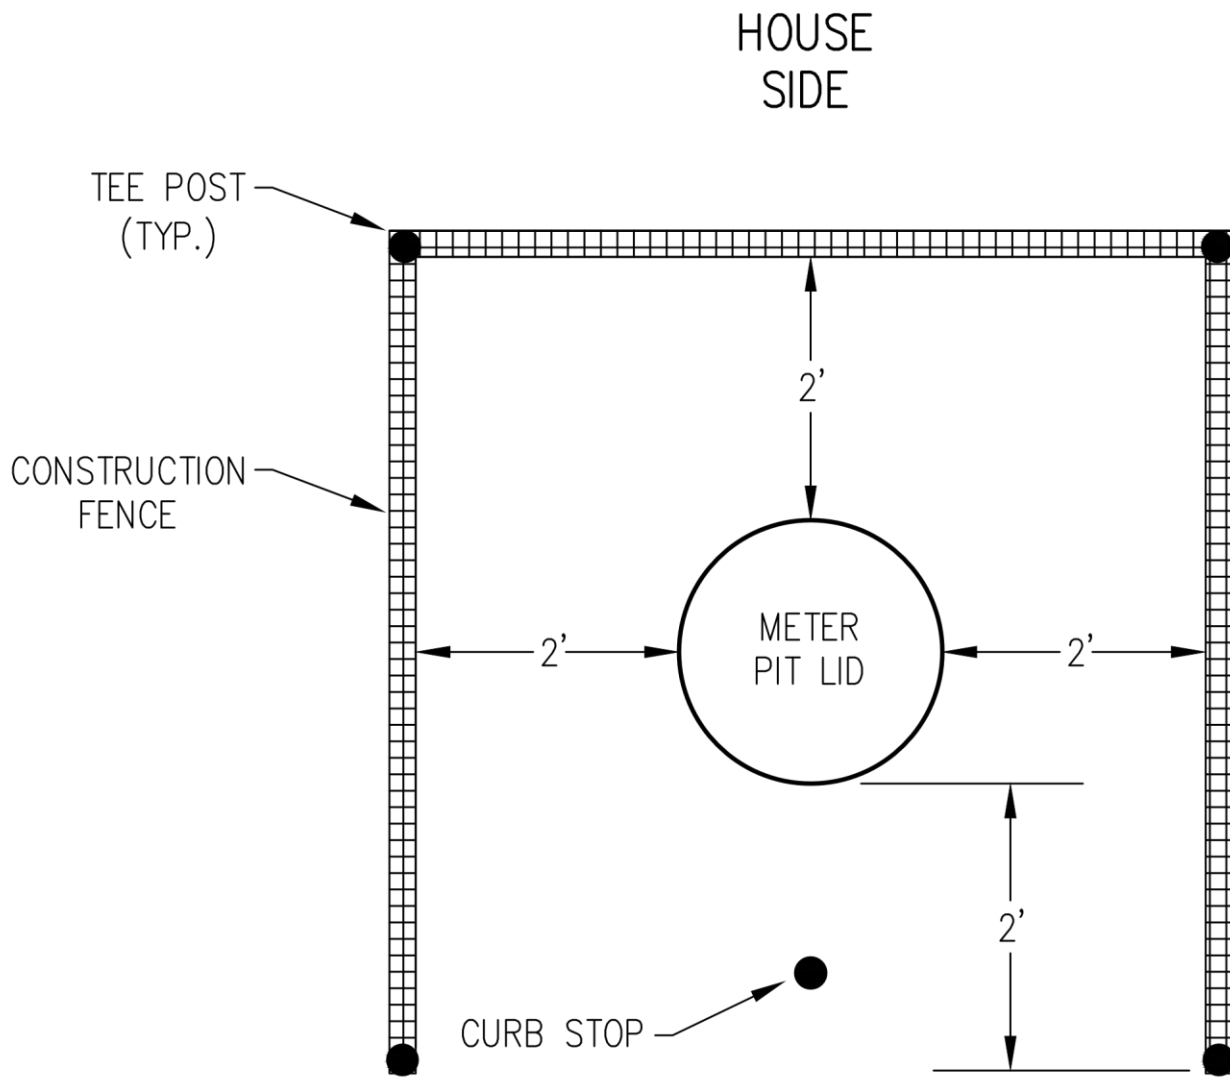 HOUSE
SIDE
TEE POST
(TYP.)
2'
CONSTRUCTION
FENCE
2'
METER
PIT LID
2'
2'
CURB STOP